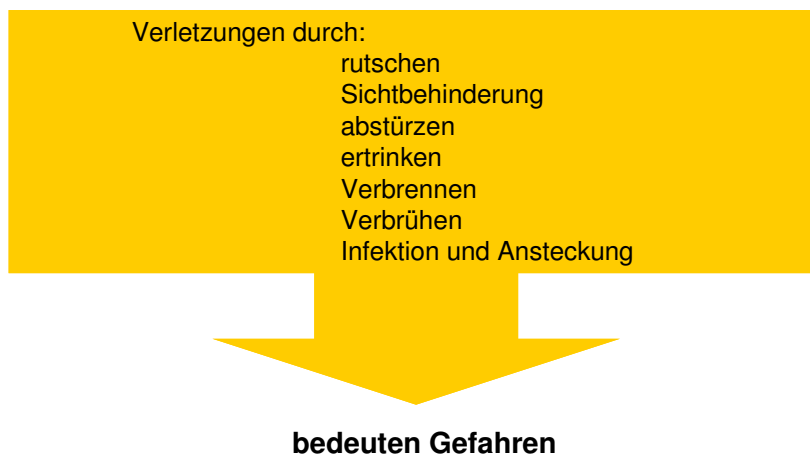 Verletzungen durch:
rutschen
Sichtbehinderung
abstürzen
ertrinken
Verbrennen
Verbrühen
Infektion und Ansteckung
bedeuten Gefahren